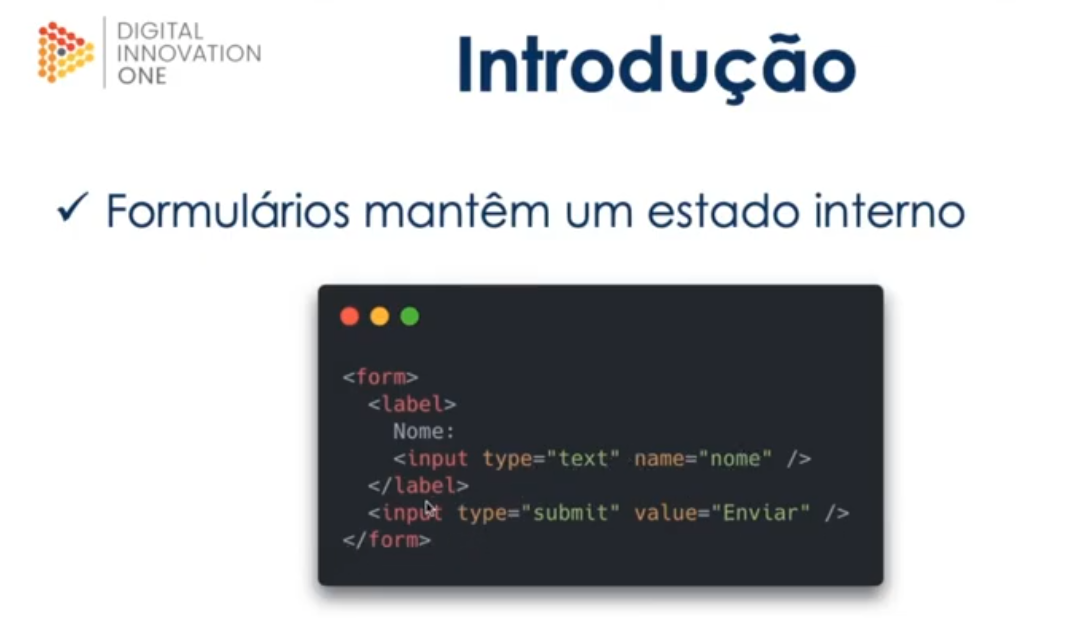 DIGITAL
INNOVATION
ONE
Introdução
✓ Formulários mantêm um estado interno
<form>
  <label>
    Nome:
    <input type="text" name="nome" />
  </label>
  <input type="submit" value="Enviar" />
</form>